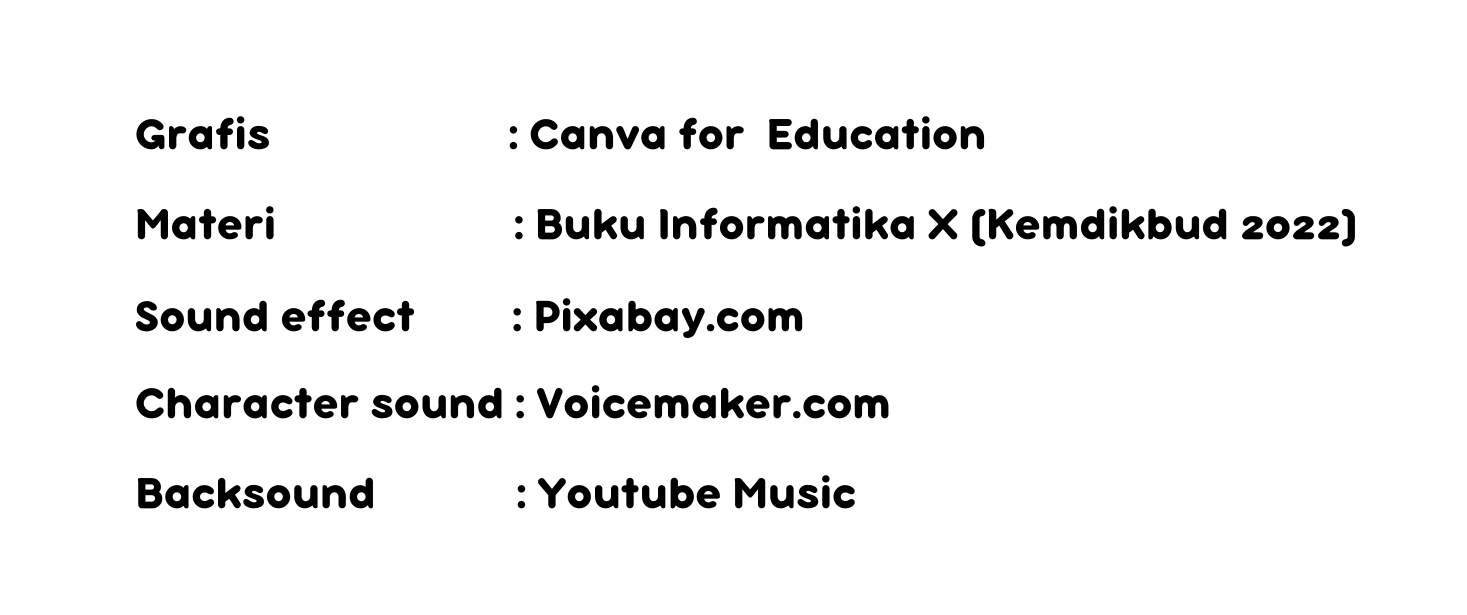 Grafis : Canva for Education
Materi : Buku Informatika X (Kemdikbud 2022)
Sound effect : Pixabay.com
Character sound : Voicemaker.com
Backsound : Youtube Music